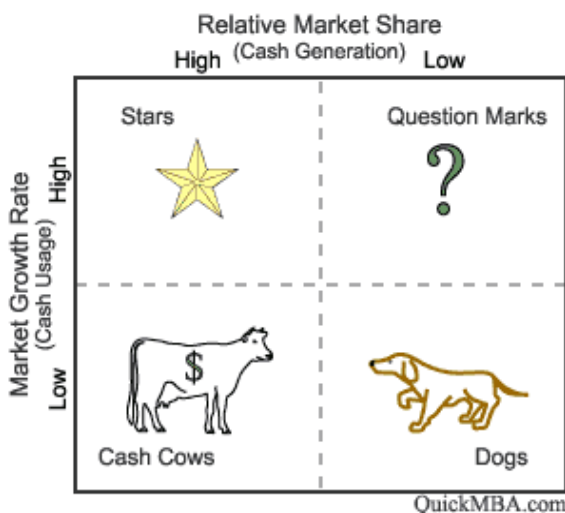 Relative Market Share
High (Cash Generation) Low
Stars
Question Marks
?
Market Growth Rate
(Cash Usage)
High
Low
$
Cash Cows
Dogs
QuickMBA.com